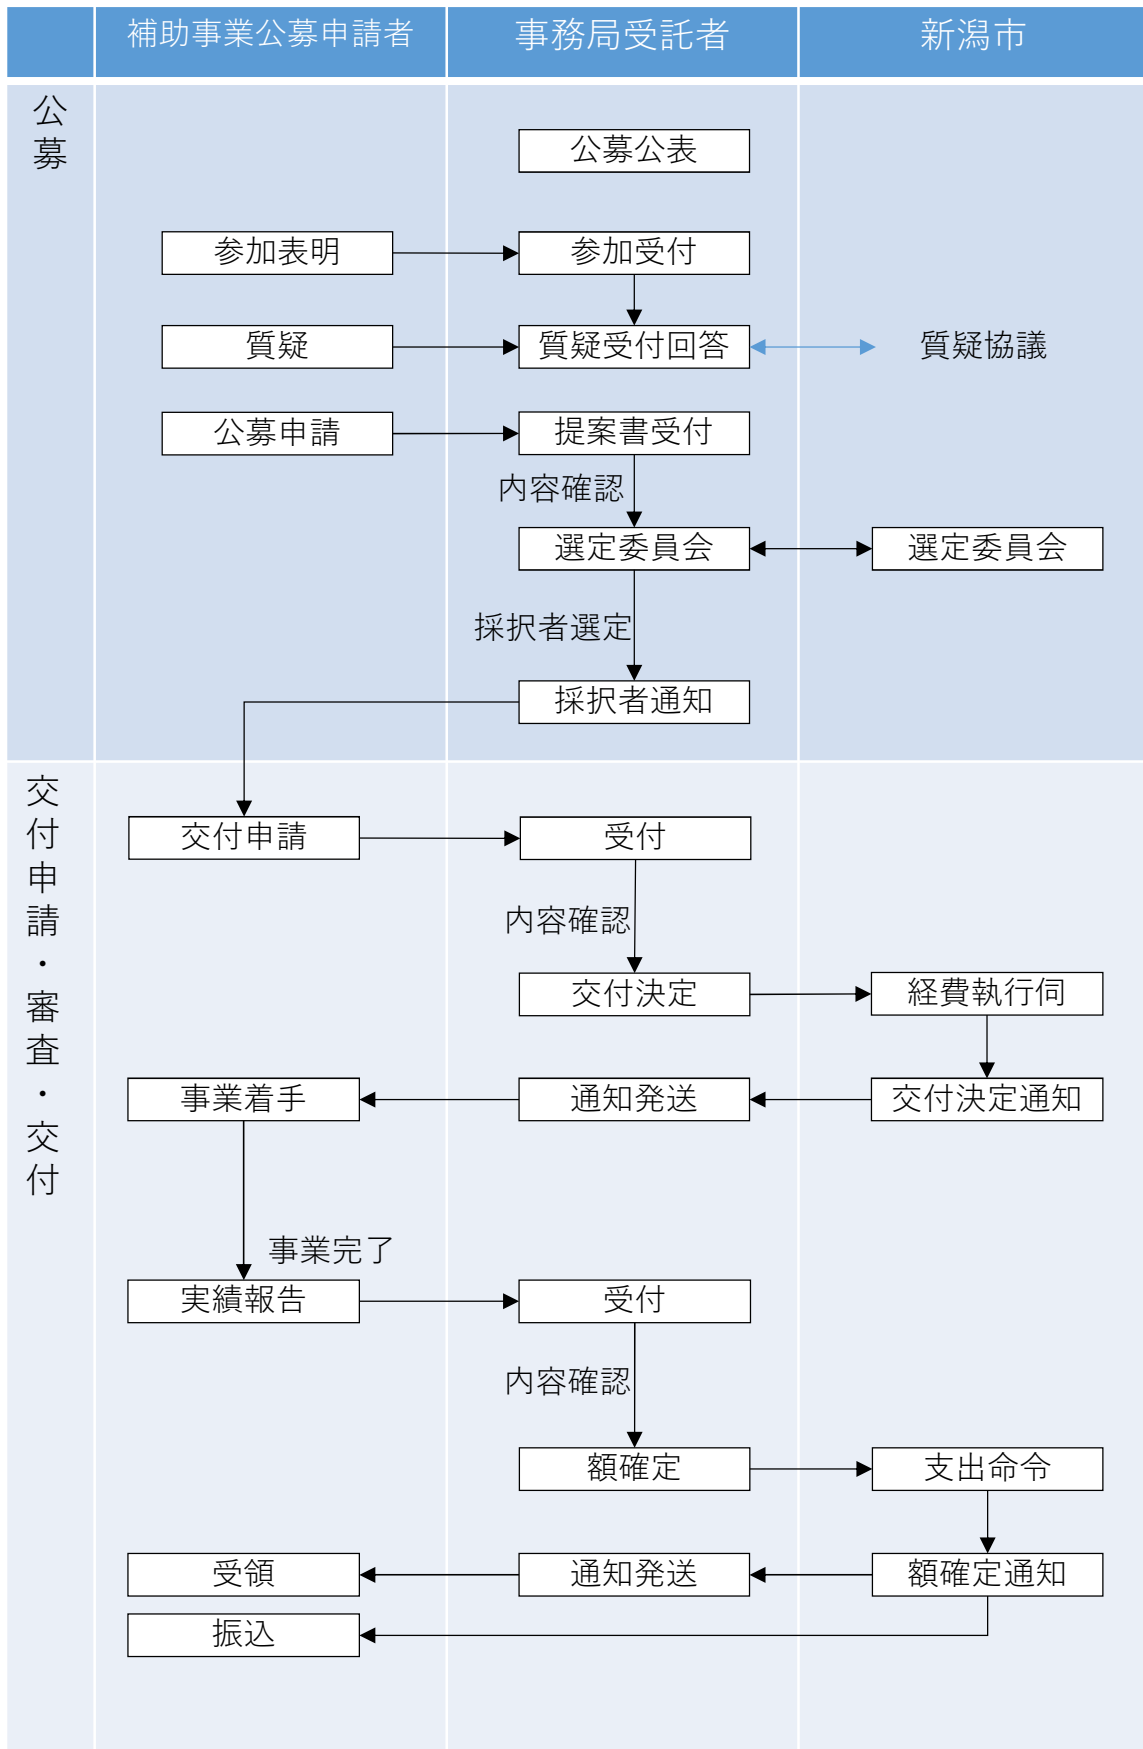 補助事業公募申請者
事務局受託者
新潟市
公募
公募公表
参加表明
参加受付
質疑
質疑受付回答
質疑協議
公募申請
提案書受付
内容確認
選定委員会
選定委員会
採択者選定
採択者通知
交付申請・審査・交付
交付申請
受付
内容確認
交付決定
経費執行伺
事業着手
通知発送
交付決定通知
事業完了
実績報告
受付
内容確認
額確定
支出命令
受領
通知発送
額確定通知
振込